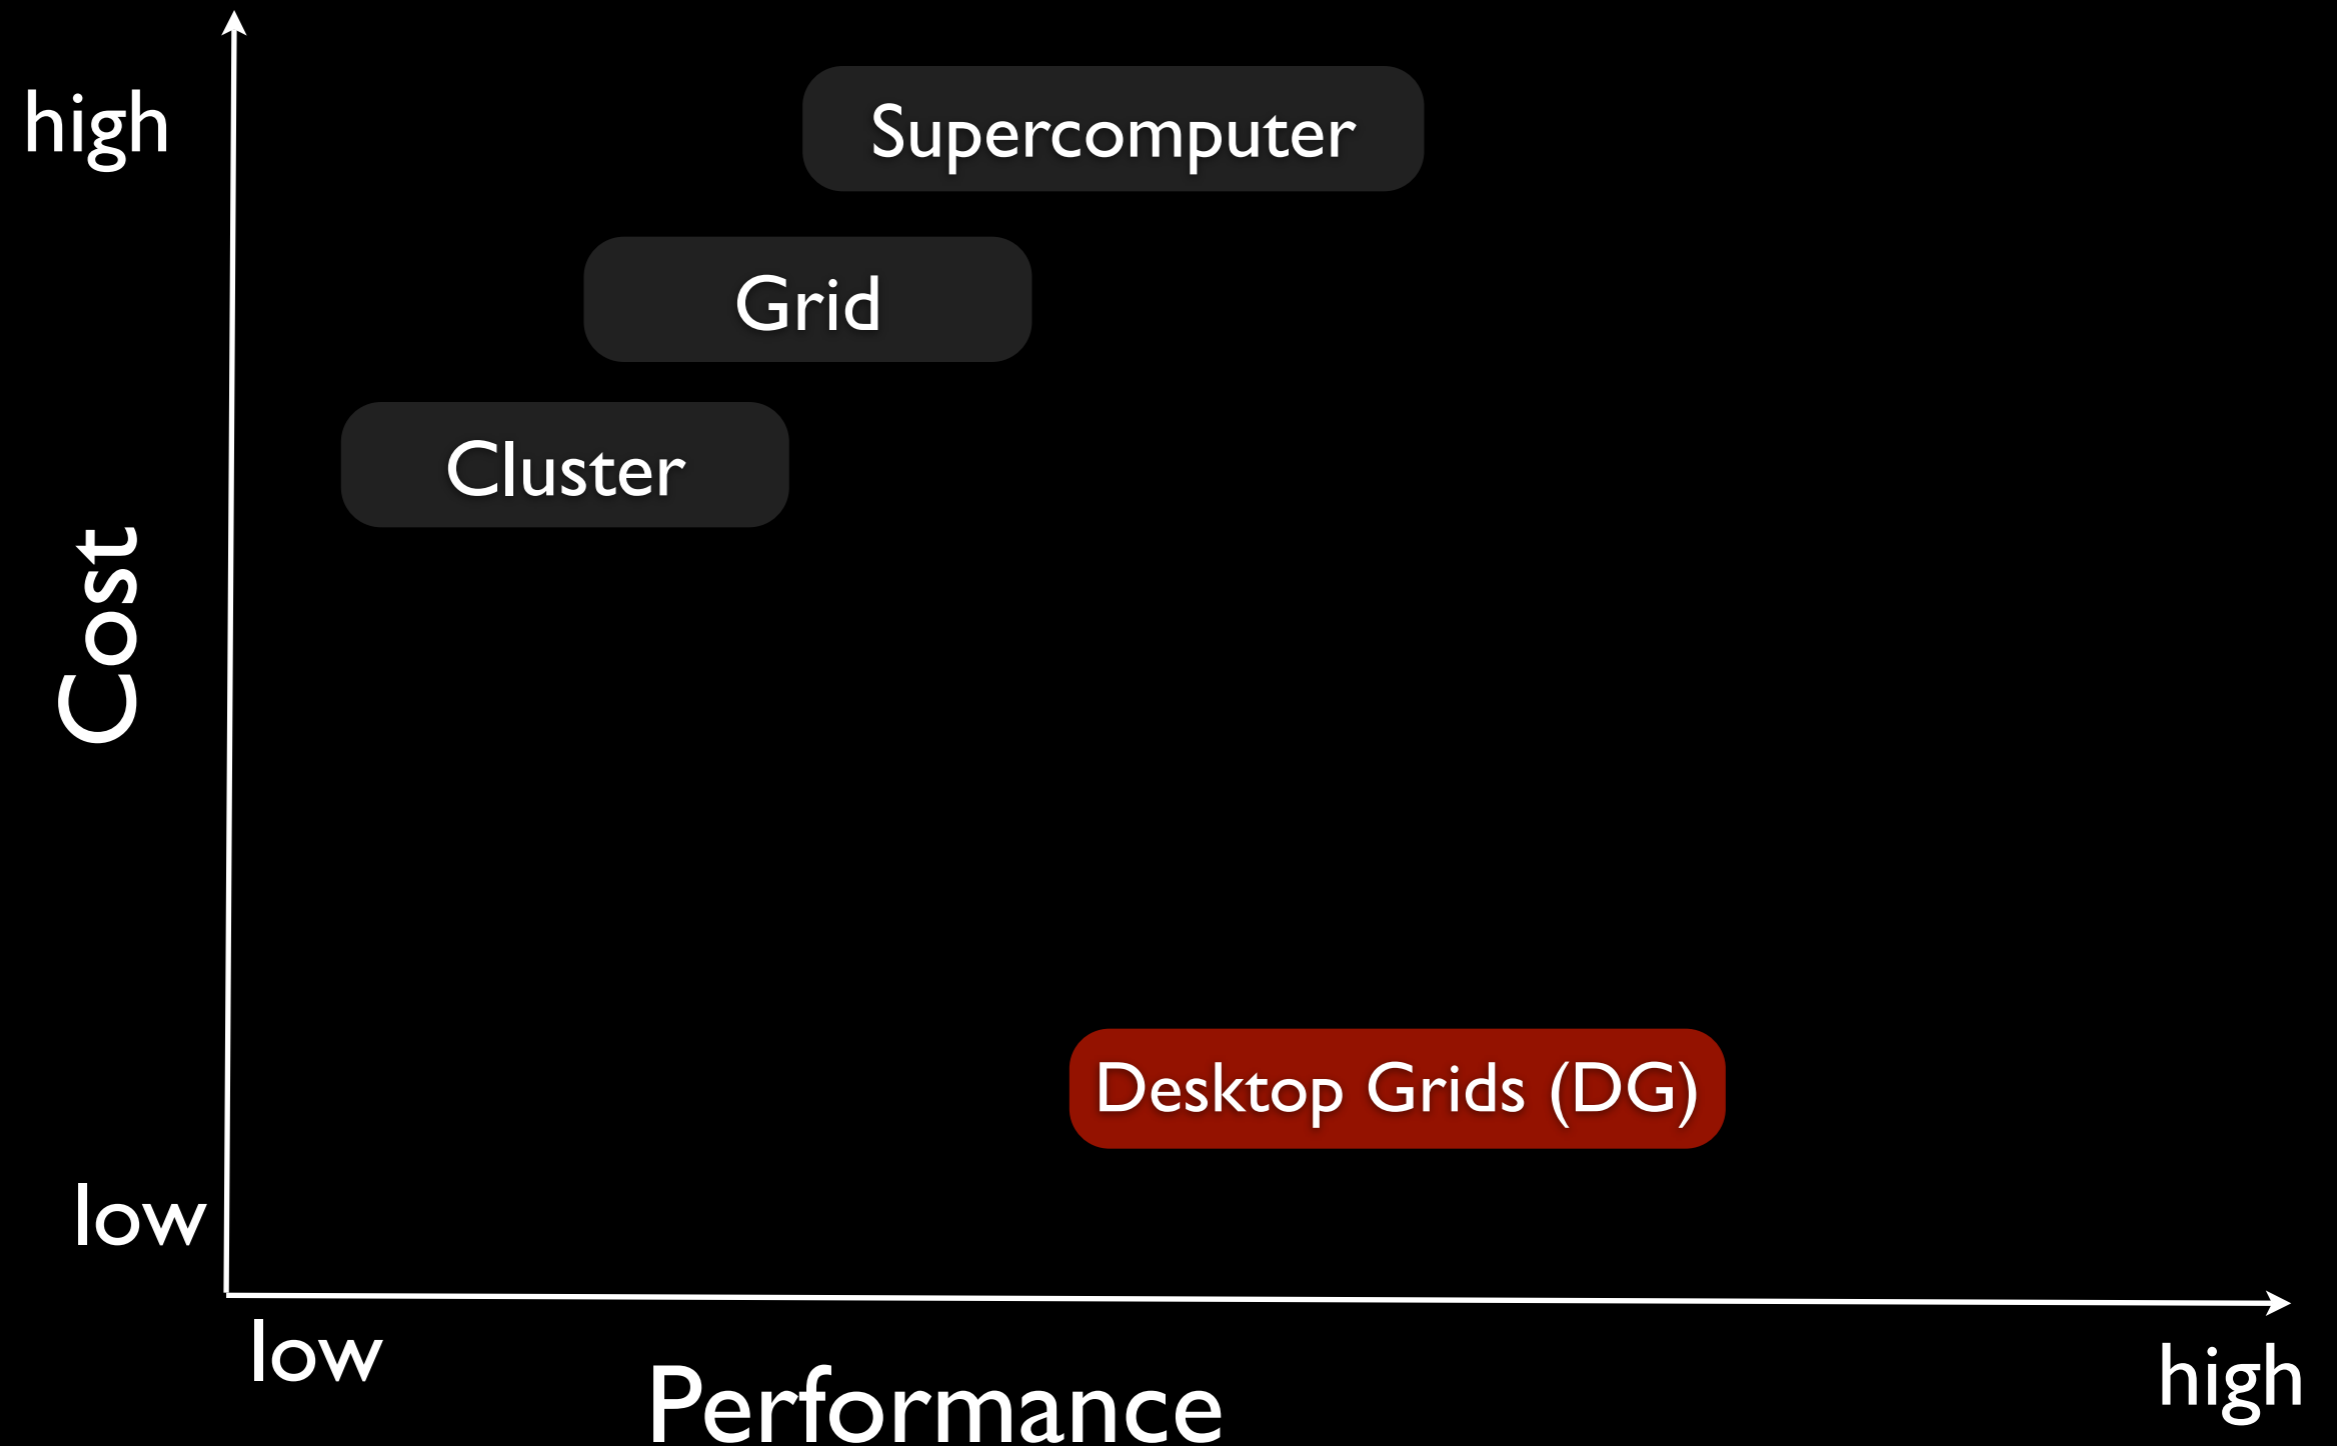 high
Supercomputer
Grid
Cluster
Cost
Desktop Grids (DG)
low
low
high
Performance